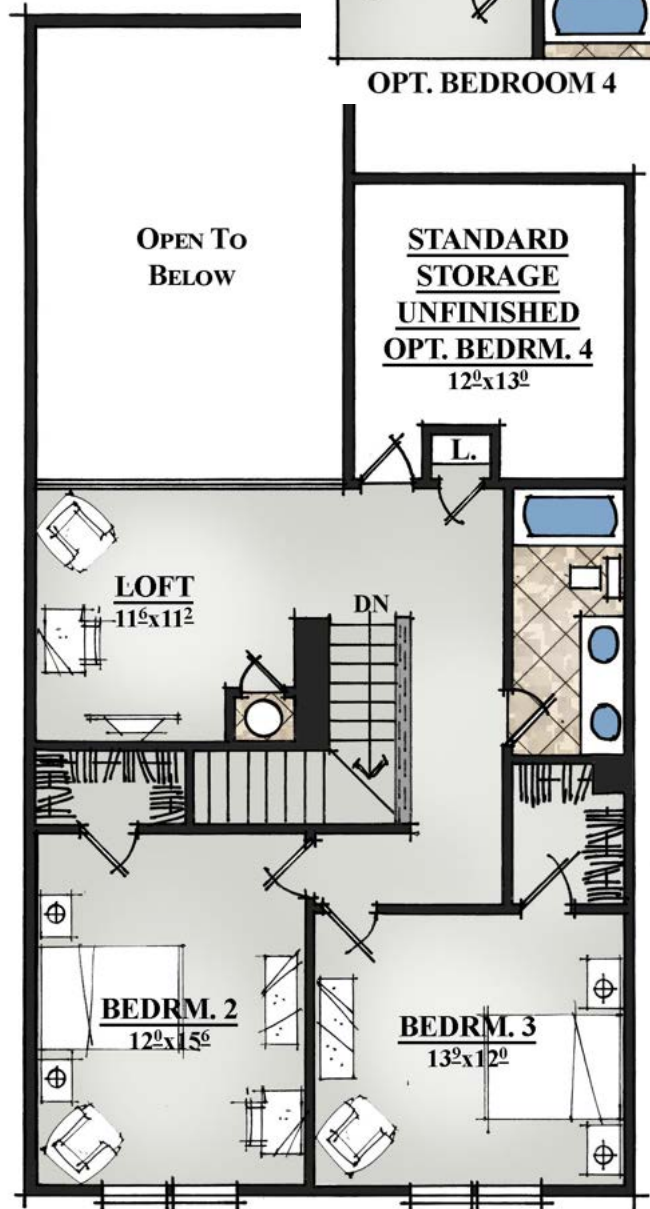 OPT. BEDROOM 4
OPEN TO
BELOW
STANDARD
STORAGE
UNFINISHED
OPT. BEDRM. 4
12⁰x13⁰
L.
LOFT
11⁶x11²
DN
BEDRM. 2
12⁰x15⁶
BEDRM. 3
13⁹x12⁰